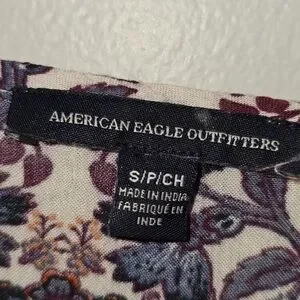 AMERICAN EAGLE OUTFITTERS
S/P/CH
MADE IN INDIA
FABRIQUÉ EN
INDE